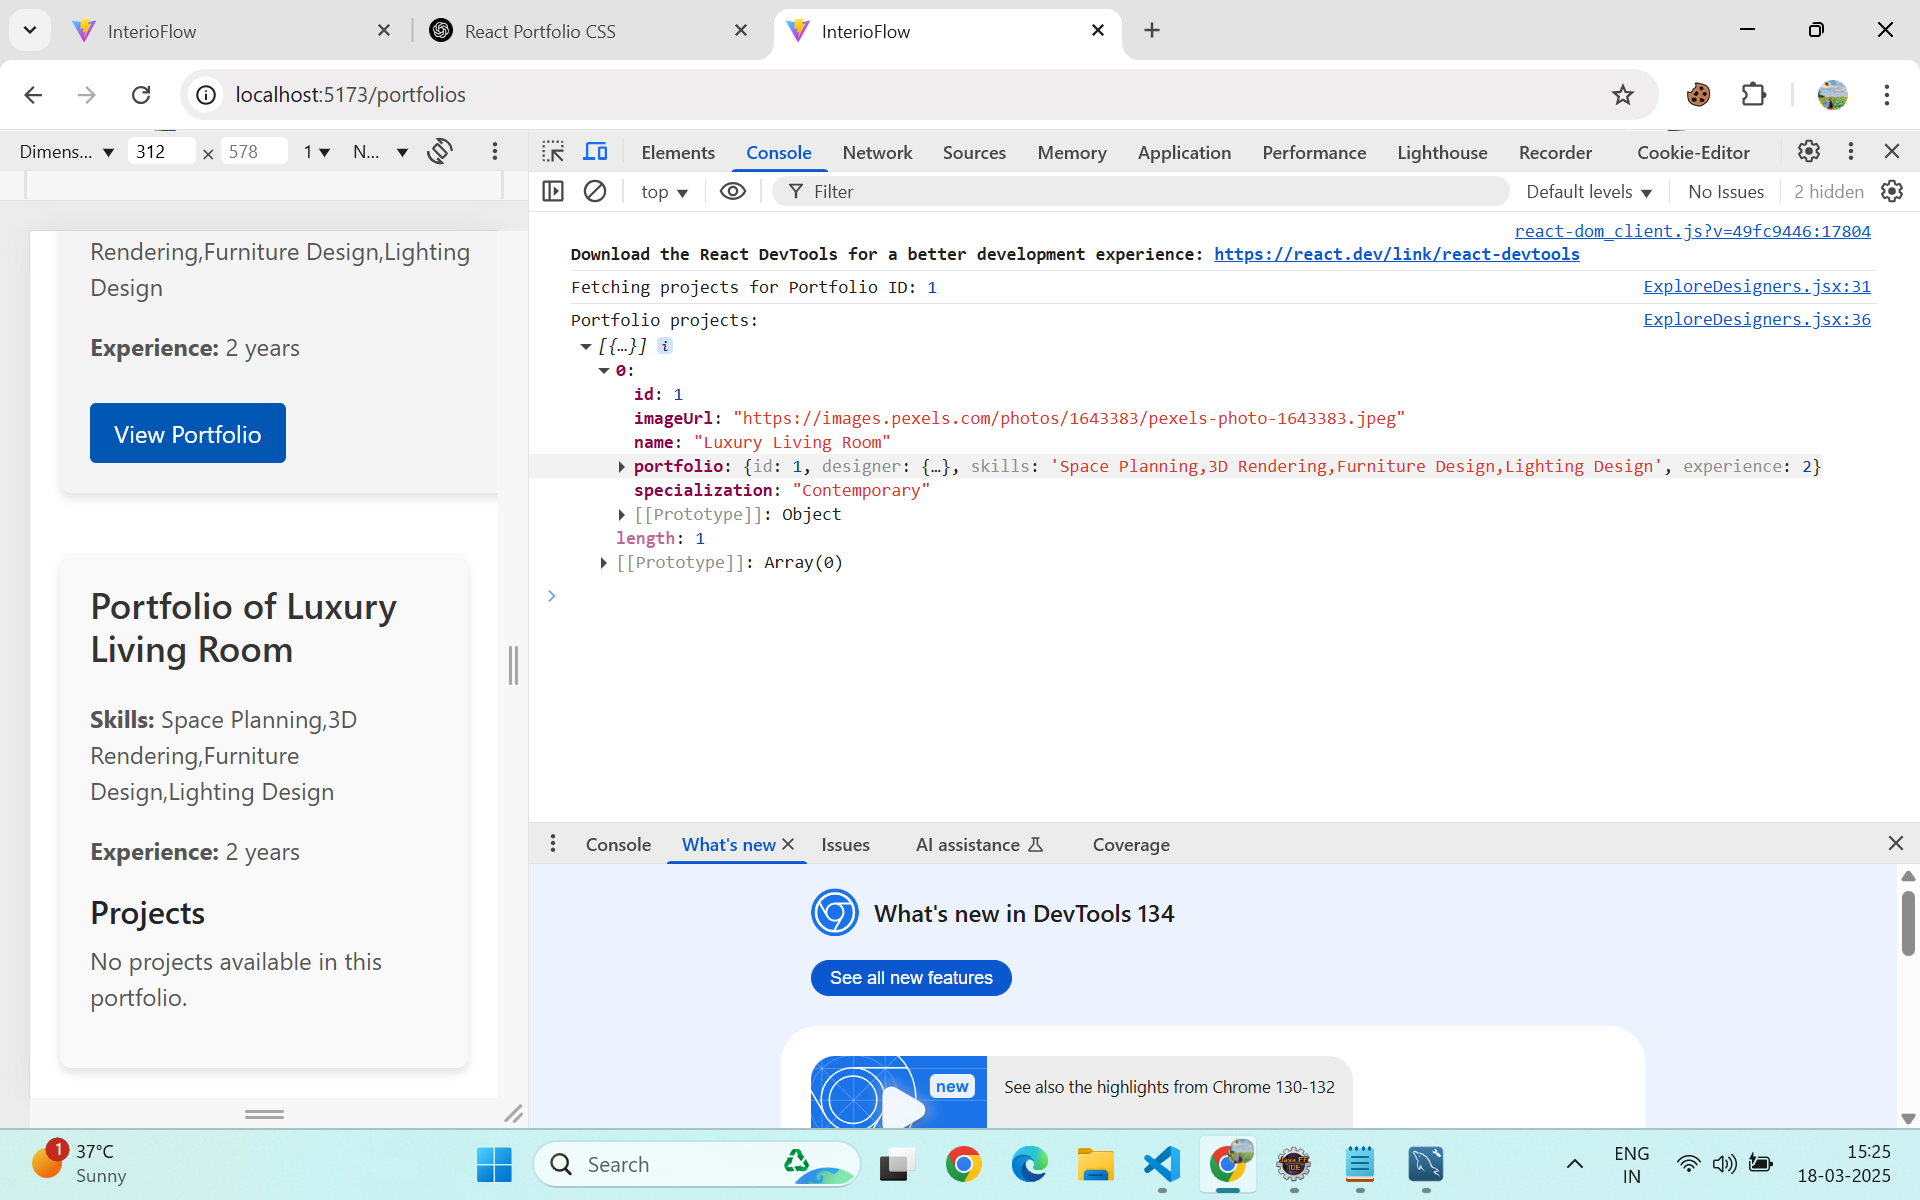 InterioFlow
React Portfolio CSS
InterioFlow
localhost:5173/portfolios
Dimens...
312
×
578
1
N...
Elements
Console
Network
Sources
Memory
Application
Performance
Lighthouse
Recorder
Cookie-Editor
top
Filter
Default levels
No Issues
2 hidden
Rendering,Furniture Design,Lighting
Design
Experience: 2 years
View Portfolio
Portfolio of Luxury
Living Room
Skills: Space Planning,3D
Rendering,Furniture
Design,Lighting Design
Experience: 2 years
Projects
No projects available in this
portfolio.
react-dom_client.js?v=49fc9446:17804
Download the React DevTools for a better development experience: https://react.dev/link/react-devtools
Fetching projects for Portfolio ID: 1 ExploreDesigners.jsx:31
Portfolio projects: ExploreDesigners.jsx:36
[{…}] i
0:
id: 1
imageUrl: "https://images.pexels.com/photos/1643383/pexels-photo-1643383.jpeg"
name: "Luxury Living Room"
portfolio: {id: 1, designer: {…}, skills: 'Space Planning,3D Rendering,Furniture Design,Lighting Design', experience: 2}
specialization: "Contemporary"
[[Prototype]]: Object
length: 1
[[Prototype]]: Array(0)
Console
What's new
Issues
AI assistance
Coverage
What's new in DevTools 134
See all new features
new
See also the highlights from Chrome 130-132
1
37°C
Sunny
Search
Java EE
IDE
ENG
IN
15:25
18-03-2025